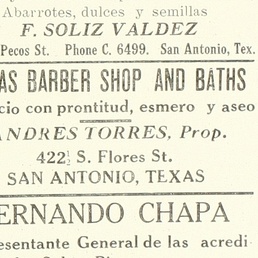 Abarrotes, dulces y semillas
F. SOLIZ VALDEZ
Pecos St. Phone C. 6499. San Antonio, Tex.
AS BARBER SHOP AND BATHS
cio con prontitud, esmero y aseo
ANDRES TORRES, Prop.
422½ S. Flores St.
SAN ANTONIO, TEXAS
ERNANDO CHAPA
esentante General de las acredi-